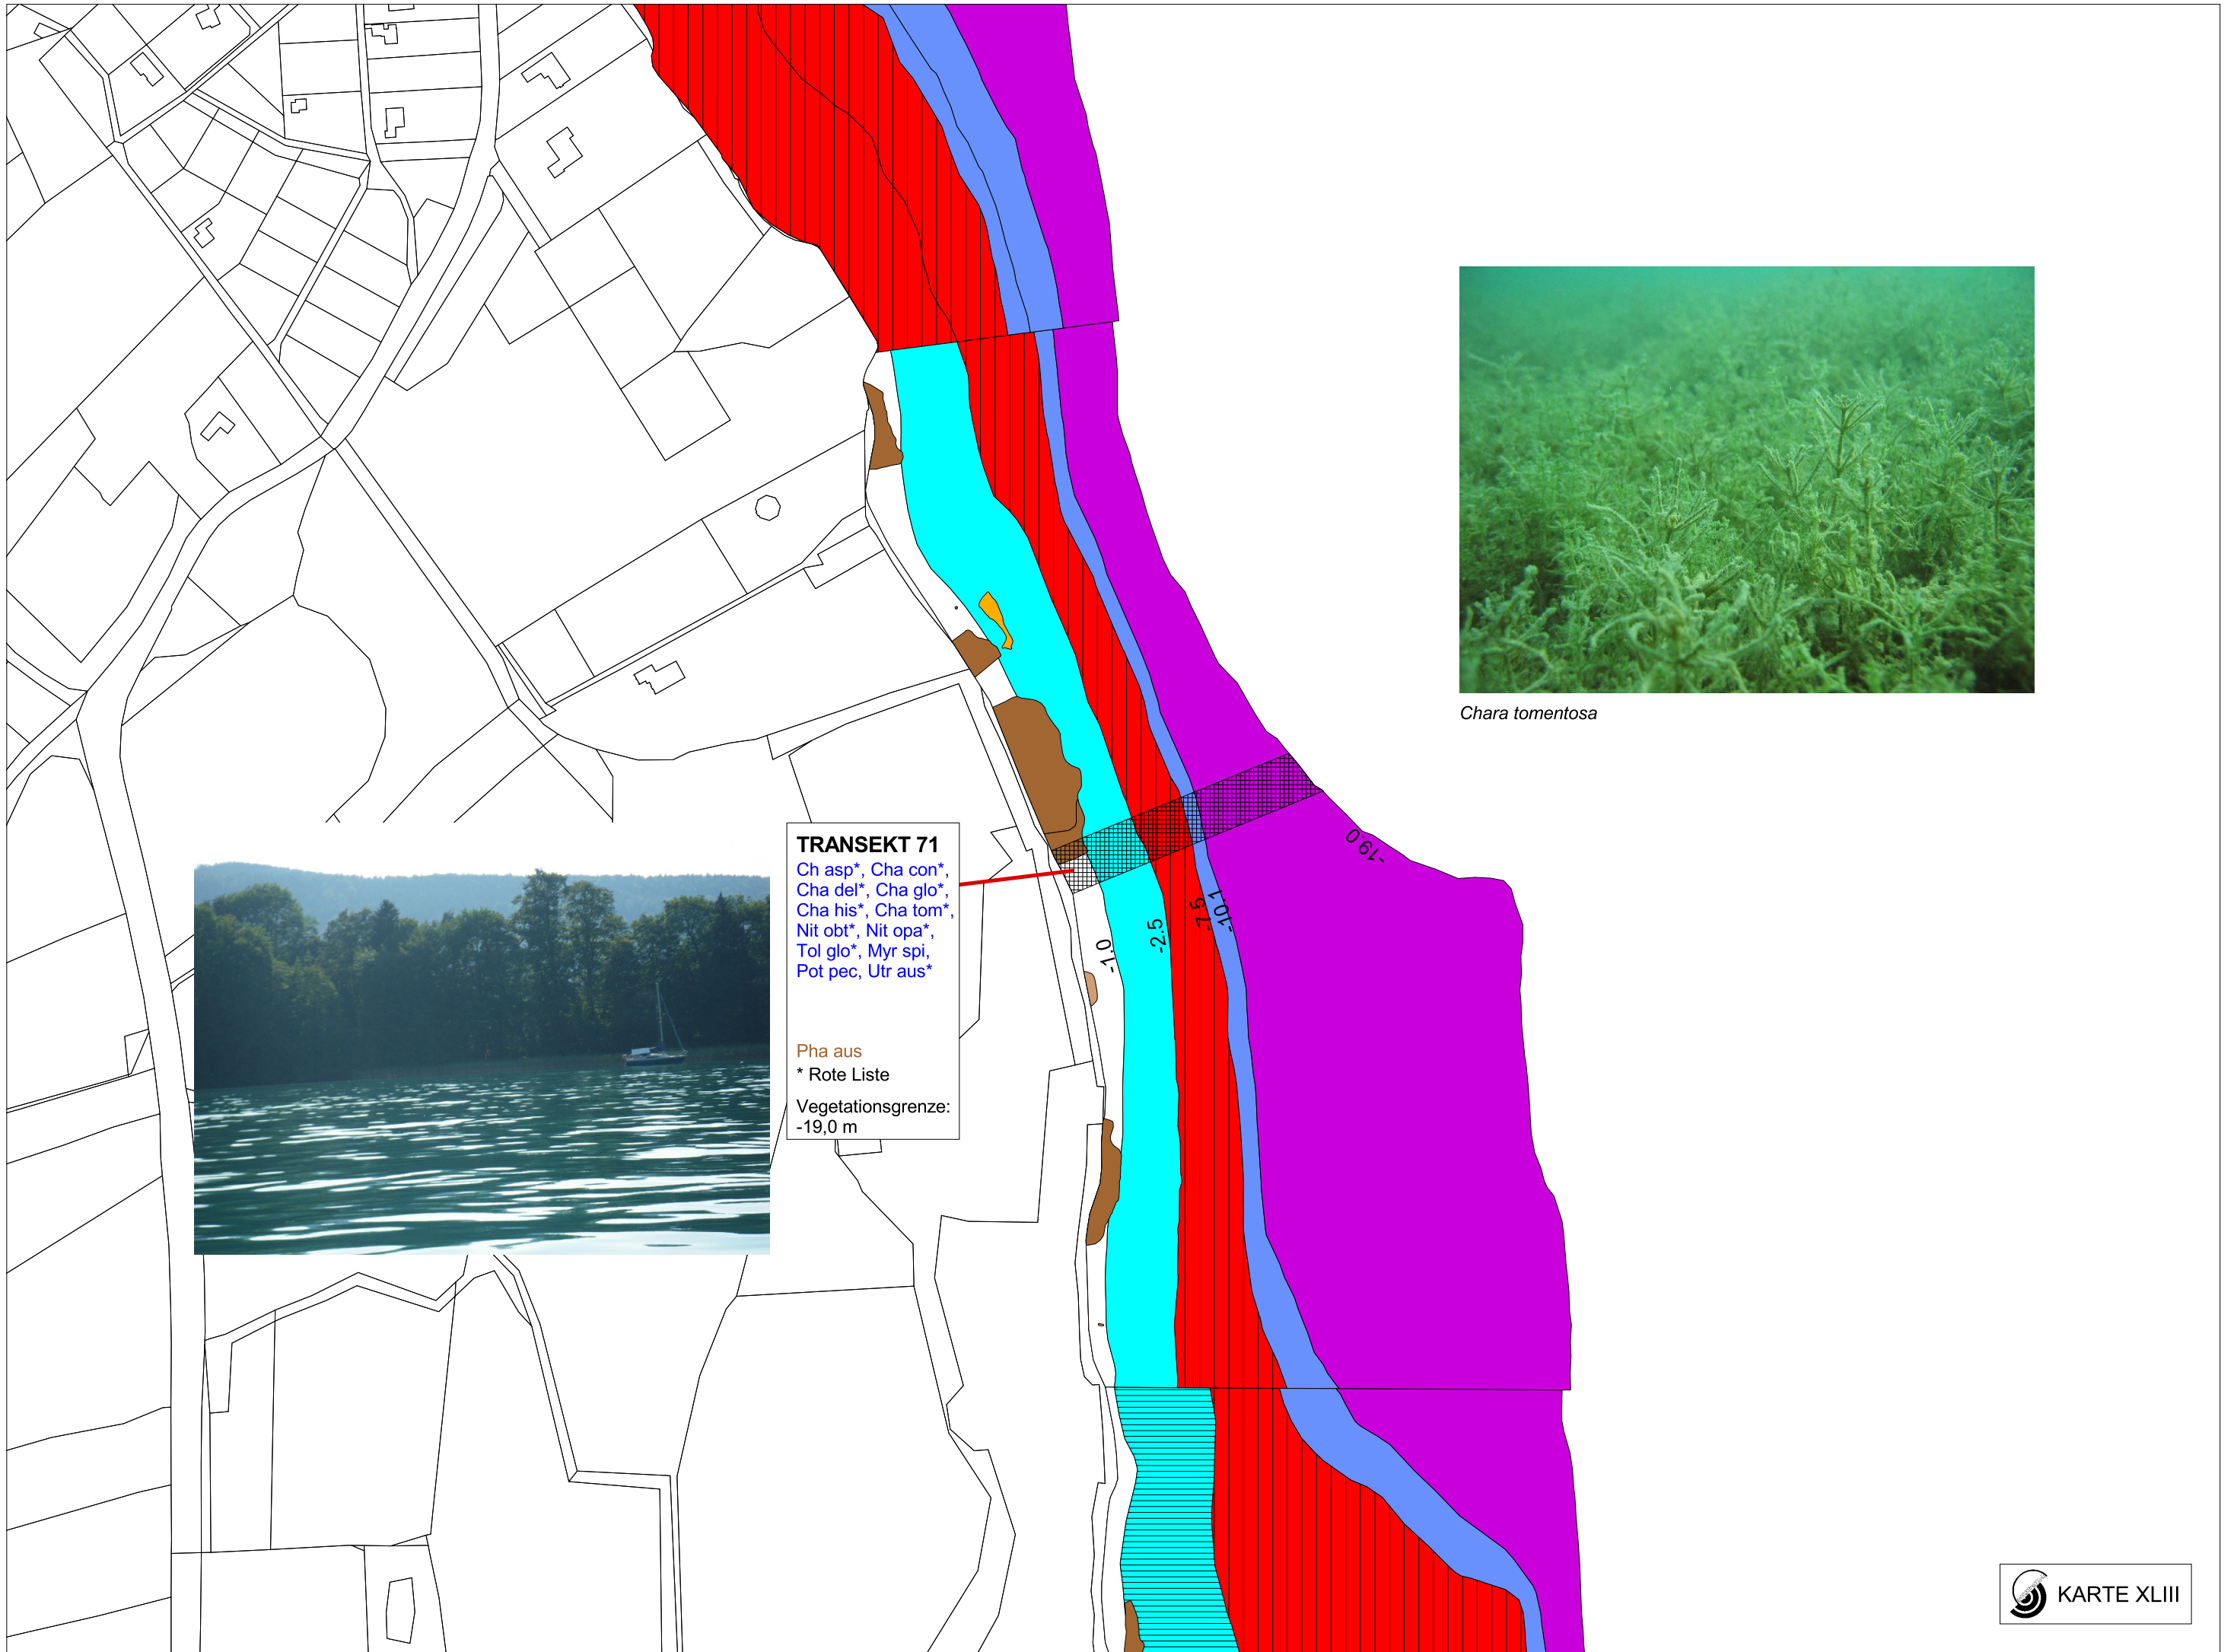 Chara tomentosa
TRANSEKT 71
Ch asp*, Cha con*,
Cha del*, Cha glo*,
Cha his*, Cha tom*,
Nit obt*, Nit opa*,
Tol glo*, Myr spi,
Pot pec, Utr aus*
Pha aus
* Rote Liste
Vegetationsgrenze:
-19,0 m
-1.0
-2.5
-7.5
-10.1
-19.0
KARTE XLIII